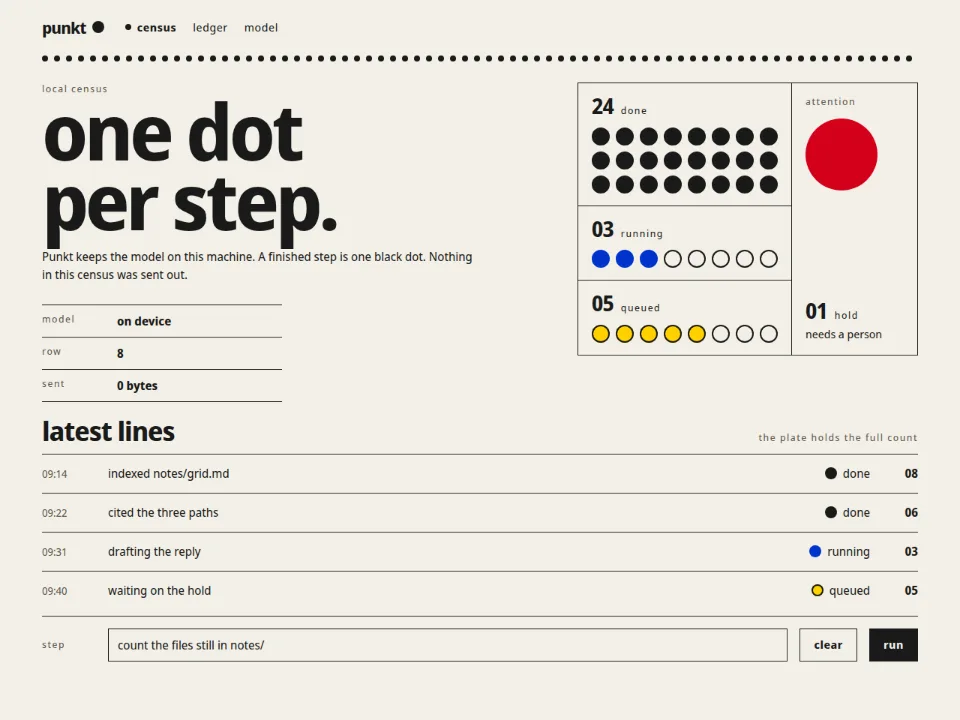 punkt
census ledger model
local census
one dot
per step.
Punkt keeps the model on this machine. A finished step is one black dot. Nothing
in this census was sent out.
model on device
row 8
sent 0 bytes
24 done
03 running
05 queued
attention
01 hold
needs a person
latest lines
the plate holds the full count
09:14 indexed notes/grid.md done 08
09:22 cited the three paths done 06
09:31 drafting the reply running 03
09:40 waiting on the hold queued 05
step count the files still in notes/ clear run